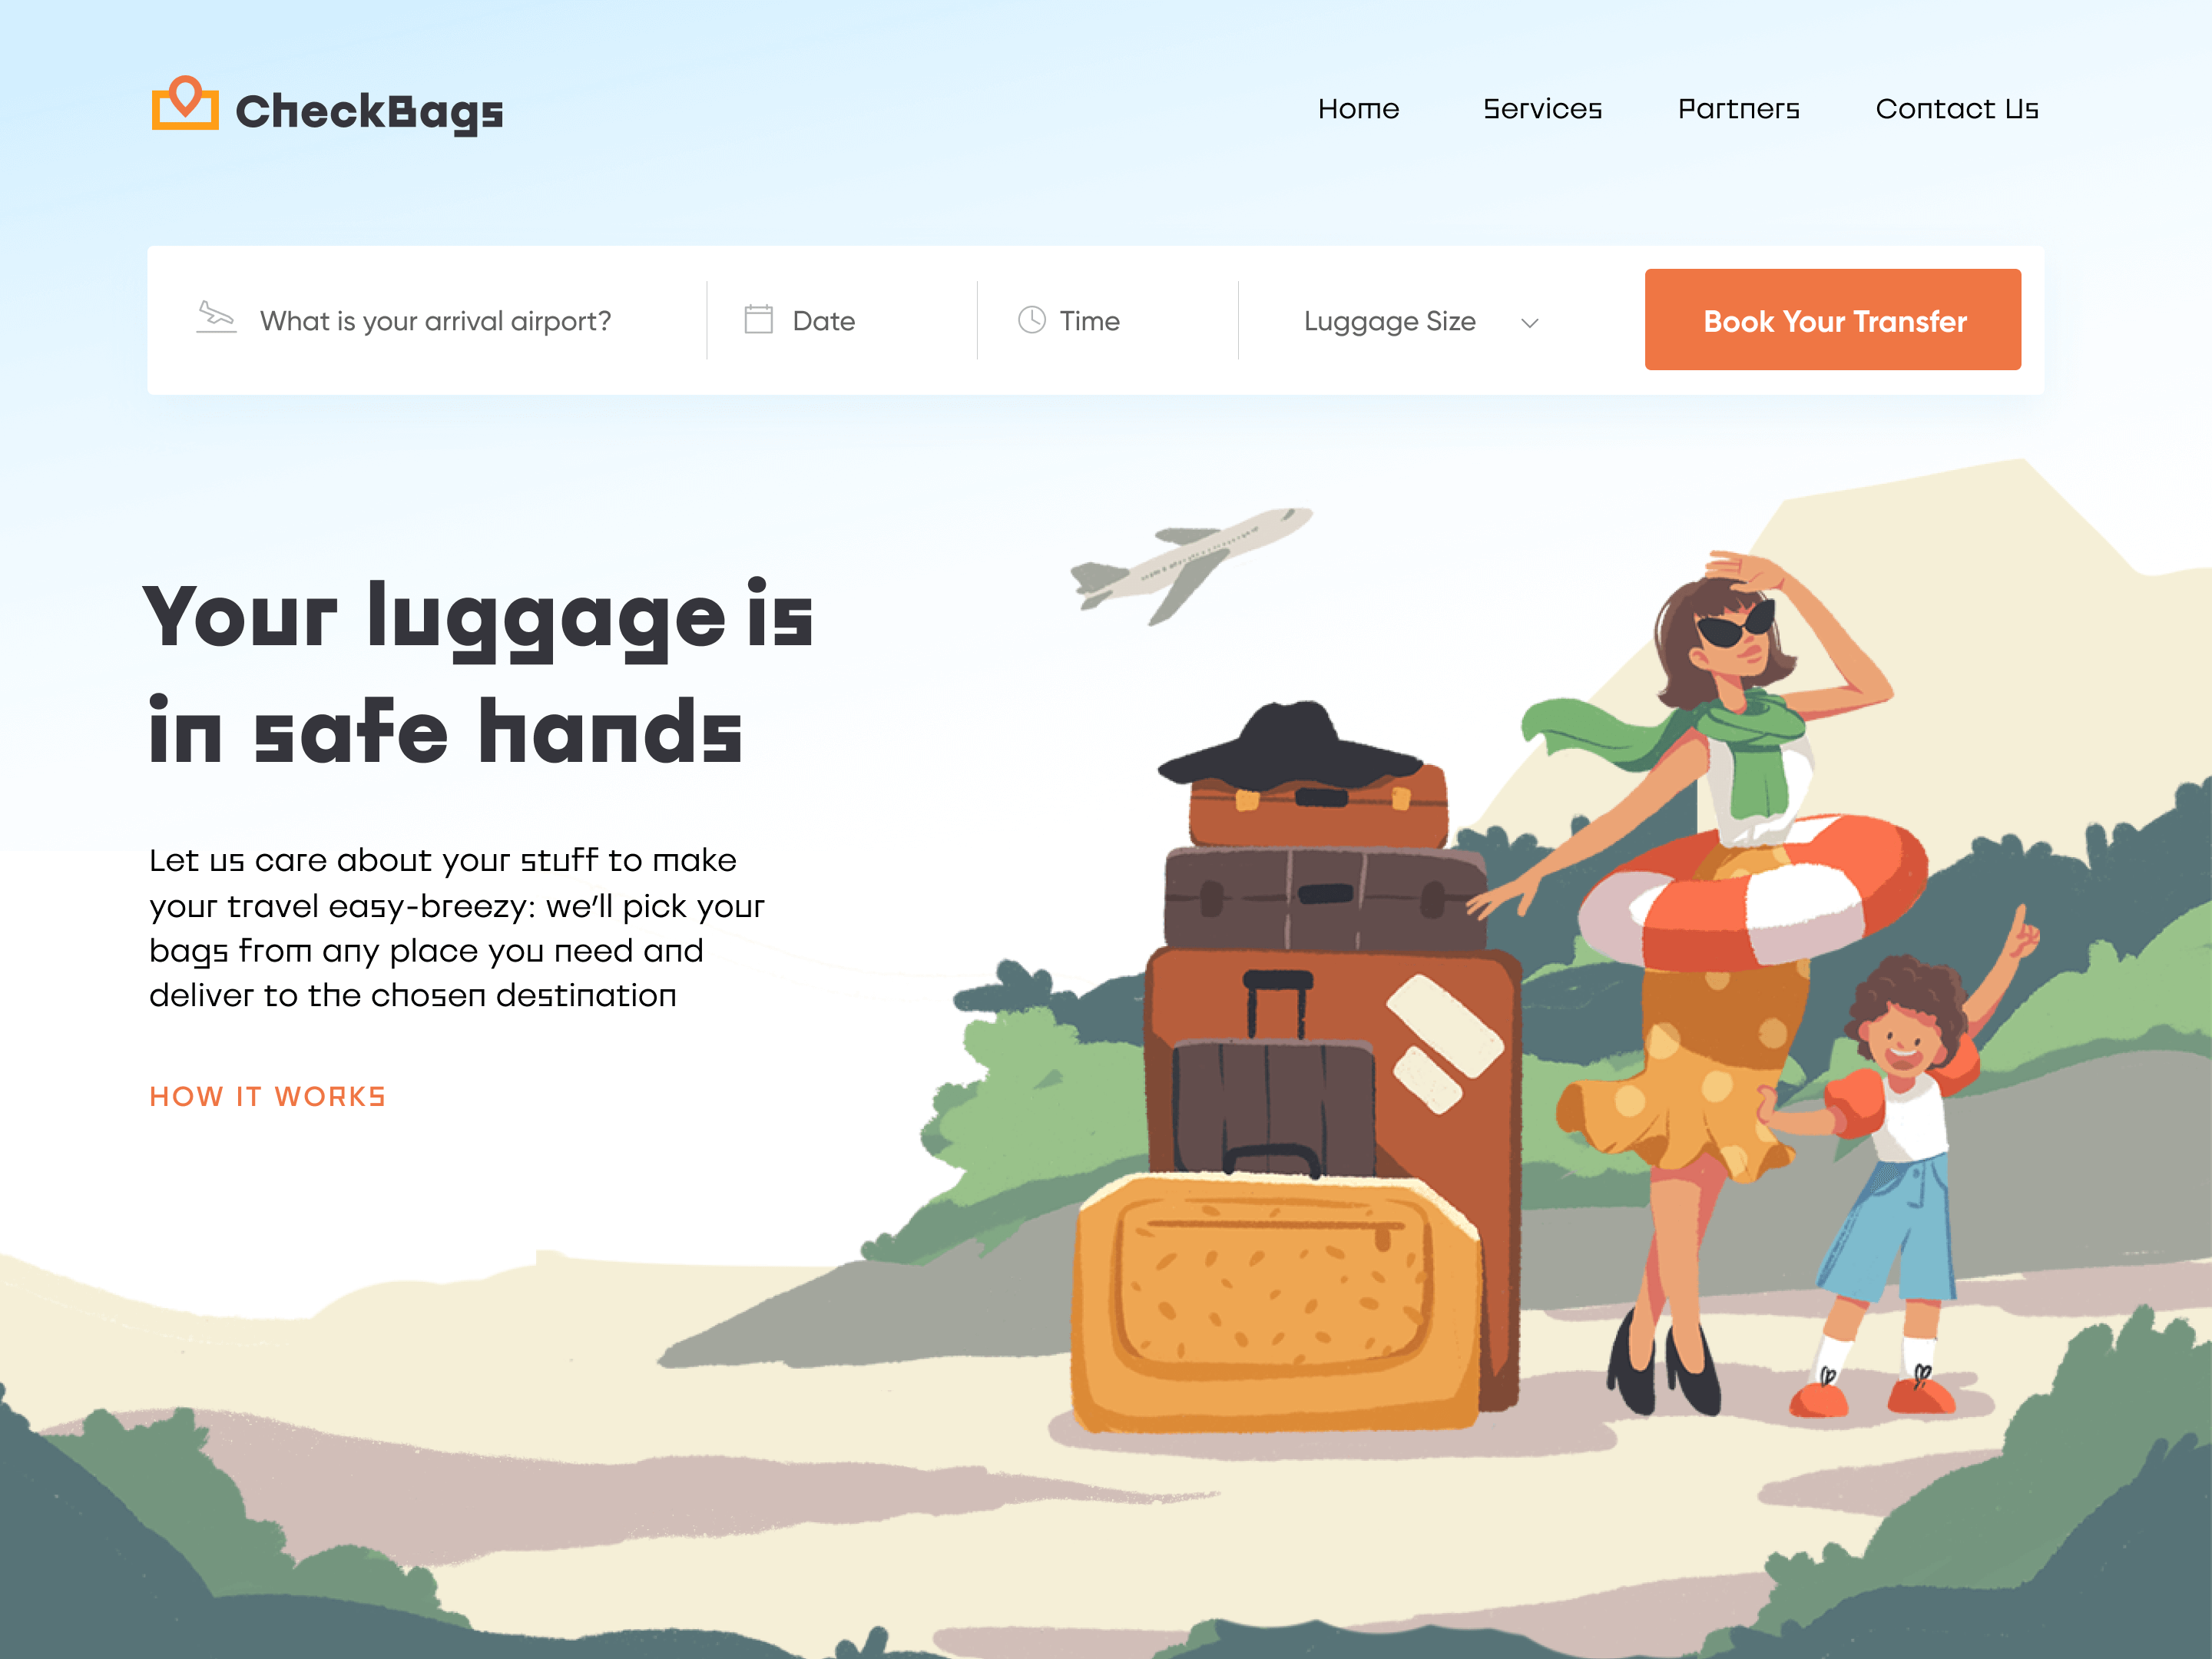 CheckBags
Home Services Partners Contact Us
What is your arrival airport? Date Time Luggage Size Book Your Transfer
Your luggage is
in safe hands
Let us care about your stuff to make
your travel easy-breezy: we'll pick your
bags from any place you need and
deliver to the chosen destination
HOW IT WORKS